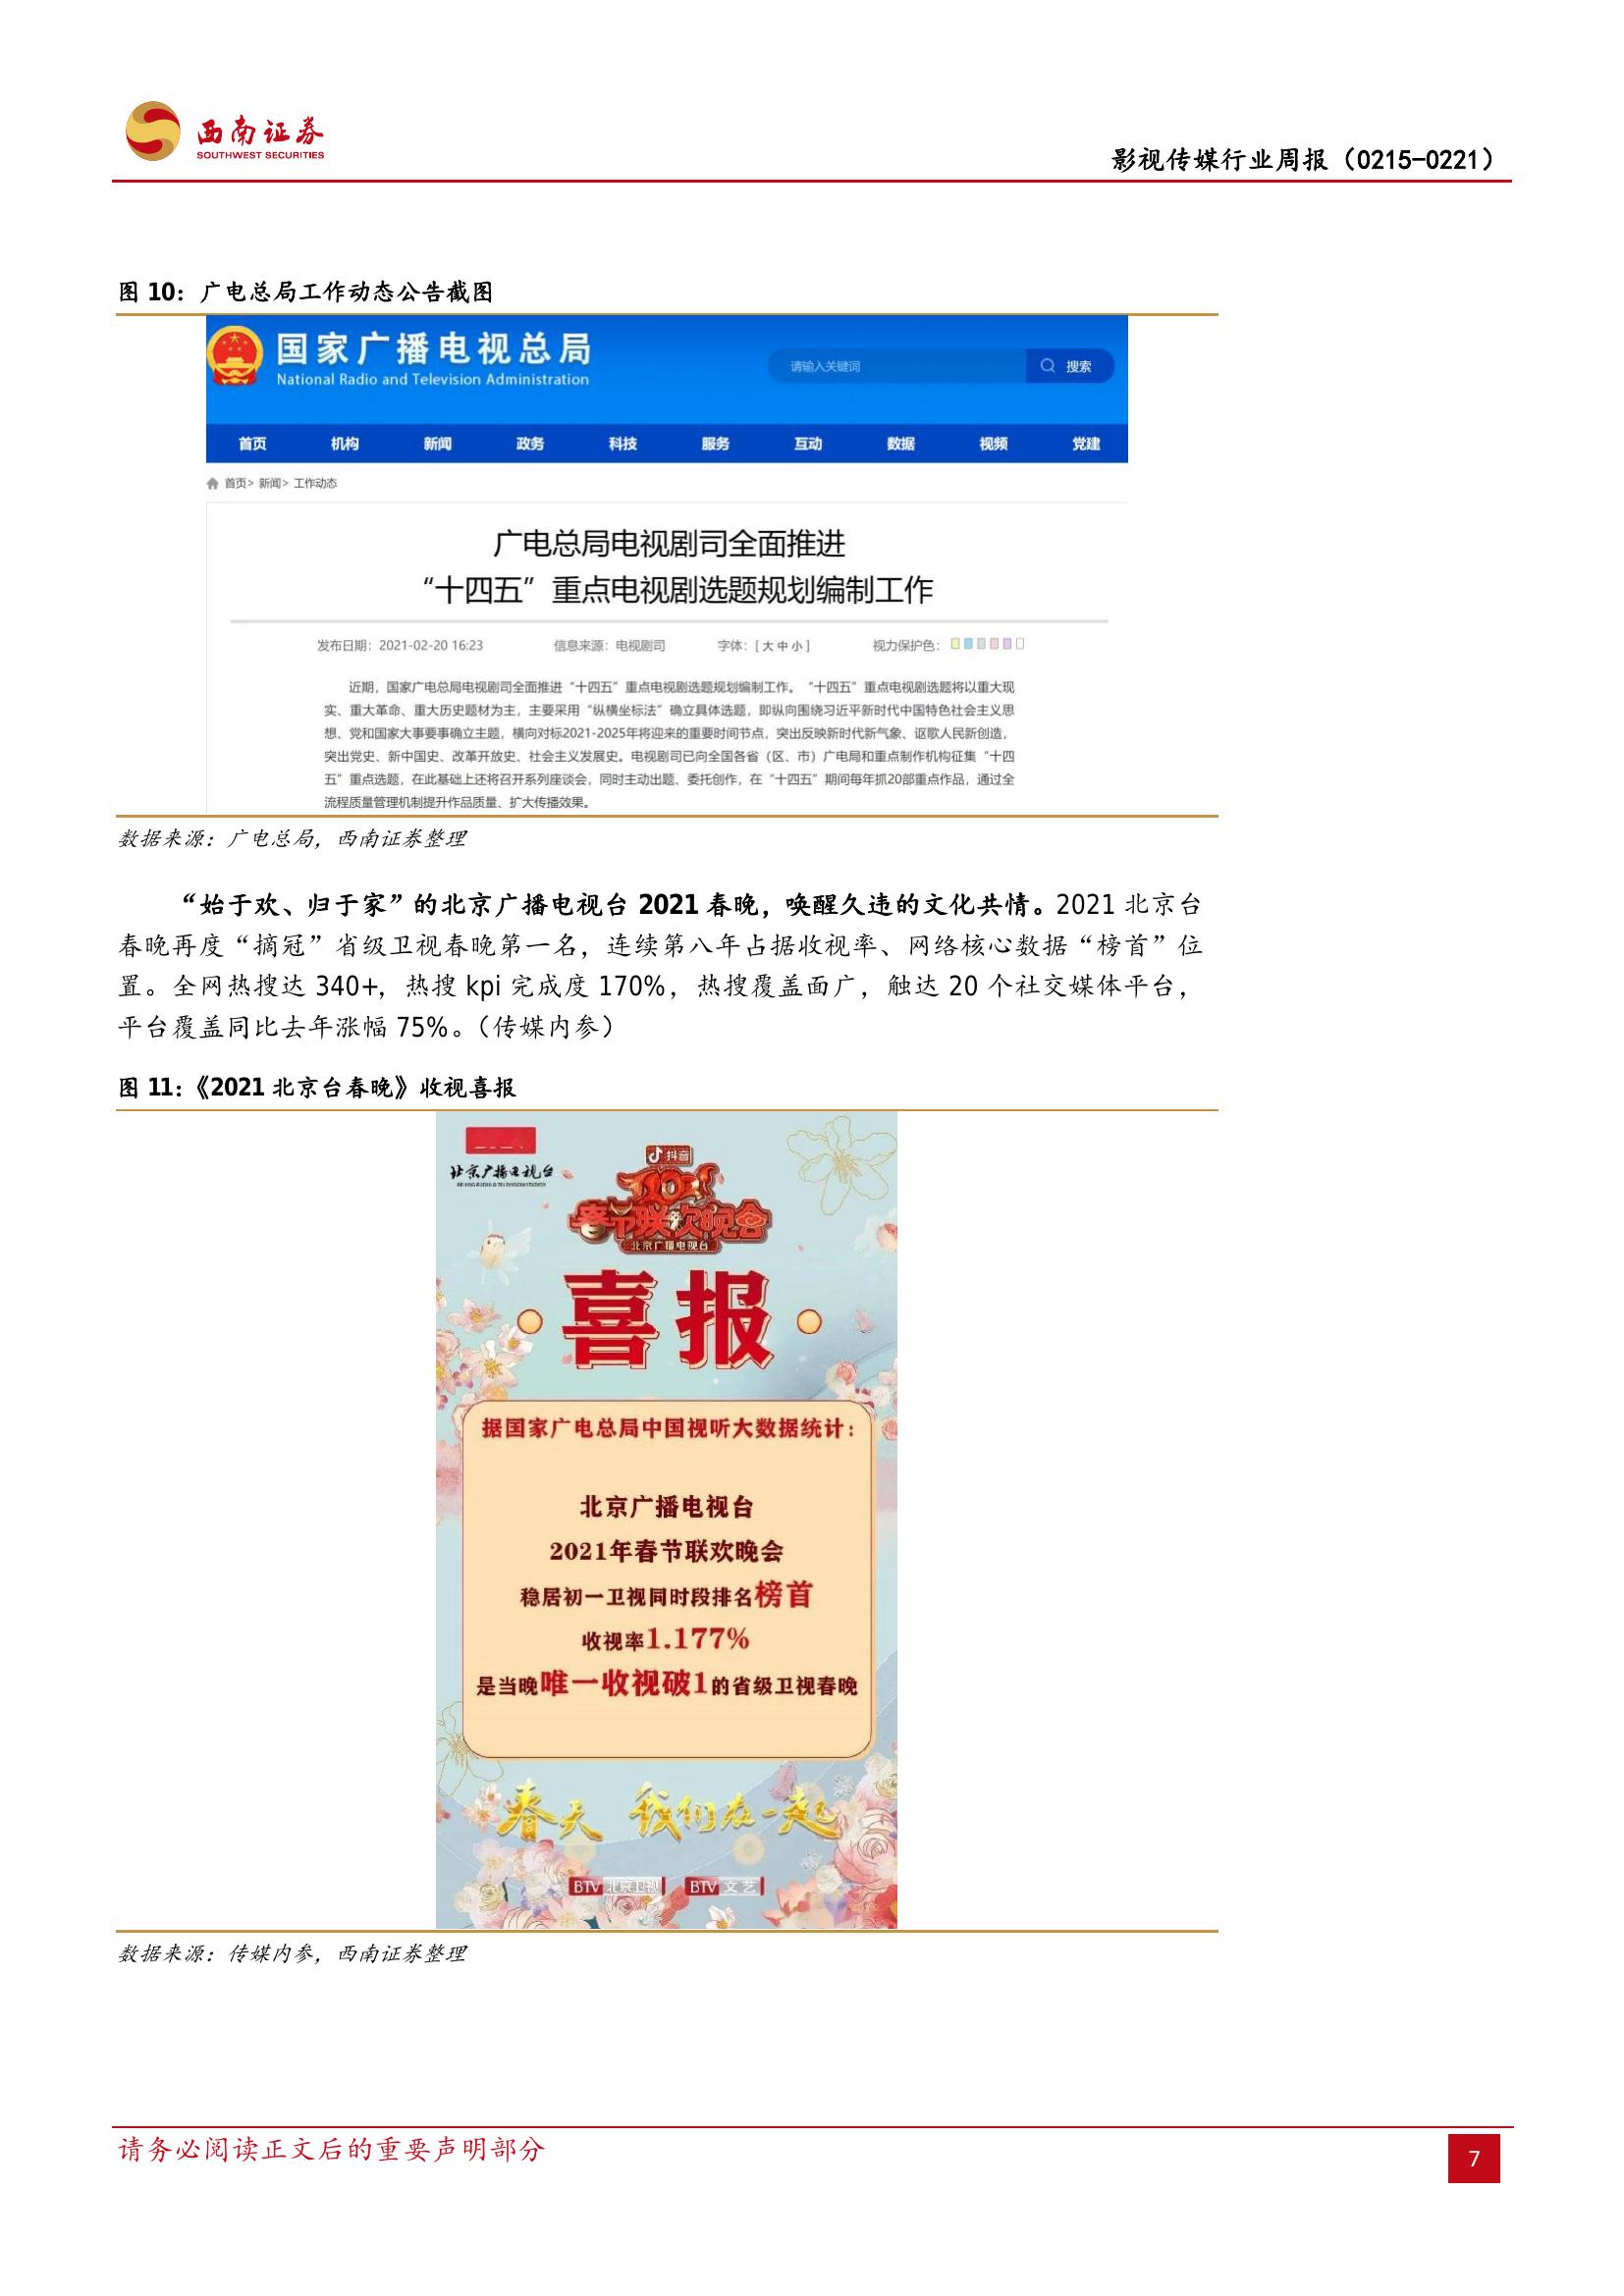 西南证券
SOUTHWEST SECURITIES
影视传媒行业周报（0215-0221）
图 10：广电总局工作动态公告截图
国家广播电视总局
National Radio and Television Administration
请输入关键词 搜索
首页 机构 新闻 政务 科技 服务 互动 数据 视频 党建
首页> 新闻> 工作动态
广电总局电视剧司全面推进
“十四五”重点电视剧选题规划编制工作
发布日期：2021-02-20 16:23 信息来源：电视剧司 字体：[ 大 中 小 ] 视力保护色：
近期，国家广电总局电视剧司全面推进“十四五”重点电视剧选题规划编制工作。“十四五”重点电视剧选题将以重大现
实、重大革命、重大历史题材为主，主要采用“纵横坐标法”确立具体选题，即纵向围绕习近平新时代中国特色社会主义思
想、党和国家大事要事确立主题，横向对标2021-2025年将迎来的重要时间节点，突出反映新时代新气象、讴歌人民新创造，
突出党史、新中国史、改革开放史、社会主义发展史。电视剧司已向全国各省（区、市）广电局和重点制作机构征集“十四
五”重点选题，在此基础上还将召开系列座谈会，同时主动出题、委托创作，在“十四五”期间每年抓20部重点作品，通过全
流程质量管理机制提升作品质量、扩大传播效果。
数据来源：广电总局，西南证券整理
“始于欢、归于家”的北京广播电视台 2021 春晚，唤醒久违的文化共情。2021 北京台
春晚再度“摘冠”省级卫视春晚第一名，连续第八年占据收视率、网络核心数据“榜首”位
置。全网热搜达 340+，热搜 kpi 完成度 170%，热搜覆盖面广，触达 20 个社交媒体平台，
平台覆盖同比去年涨幅 75%。（传媒内参）
图 11：《2021 北京台春晚》收视喜报
北京广播电视台
BEIJING RADIO & TELEVISION STATION
抖音
2021
春节联欢晚会
北京广播电视台
喜报
据国家广电总局中国视听大数据统计：
北京广播电视台
2021年春节联欢晚会
稳居初一卫视同时段排名榜首
收视率1.177%
是当晚唯一收视破1的省级卫视春晚
春天 我们在一起
BTV 北京卫视 BTV 文艺
数据来源：传媒内参，西南证券整理
请务必阅读正文后的重要声明部分
7